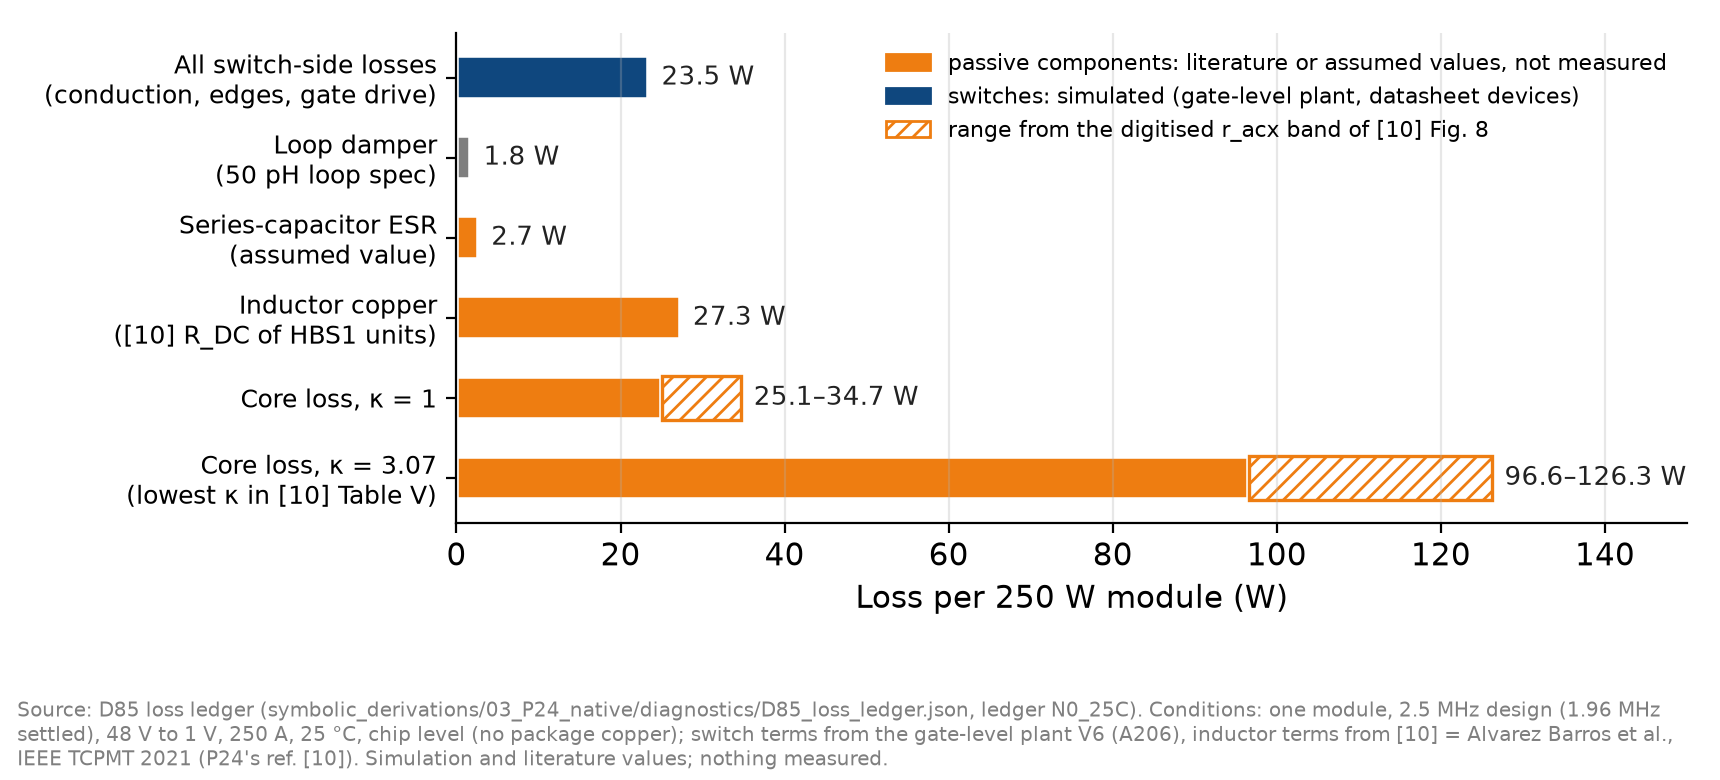 All switch-side losses
(conduction, edges, gate drive)
23.5 W
passive components: literature or assumed values, not measured
switches: simulated (gate-level plant, datasheet devices)
range from the digitised r_acx band of [10] Fig. 8
Loop damper
(50 pH loop spec)
1.8 W
Series-capacitor ESR
(assumed value)
2.7 W
Inductor copper
([10] R_DC of HBS1 units)
27.3 W
Core loss, κ = 1
25.1–34.7 W
Core loss, κ = 3.07
(lowest κ in [10] Table V)
96.6–126.3 W
0 20 40 60 80 100 120 140
Loss per 250 W module (W)
Source: D85 loss ledger (symbolic_derivations/03_P24_native/diagnostics/D85_loss_ledger.json, ledger N0_25C). Conditions: one module, 2.5 MHz design (1.96 MHz
settled), 48 V to 1 V, 250 A, 25 °C, chip level (no package copper); switch terms from the gate-level plant V6 (A206), inductor terms from [10] = Alvarez Barros et al.,
IEEE TCPMT 2021 (P24's ref. [10]). Simulation and literature values; nothing measured.